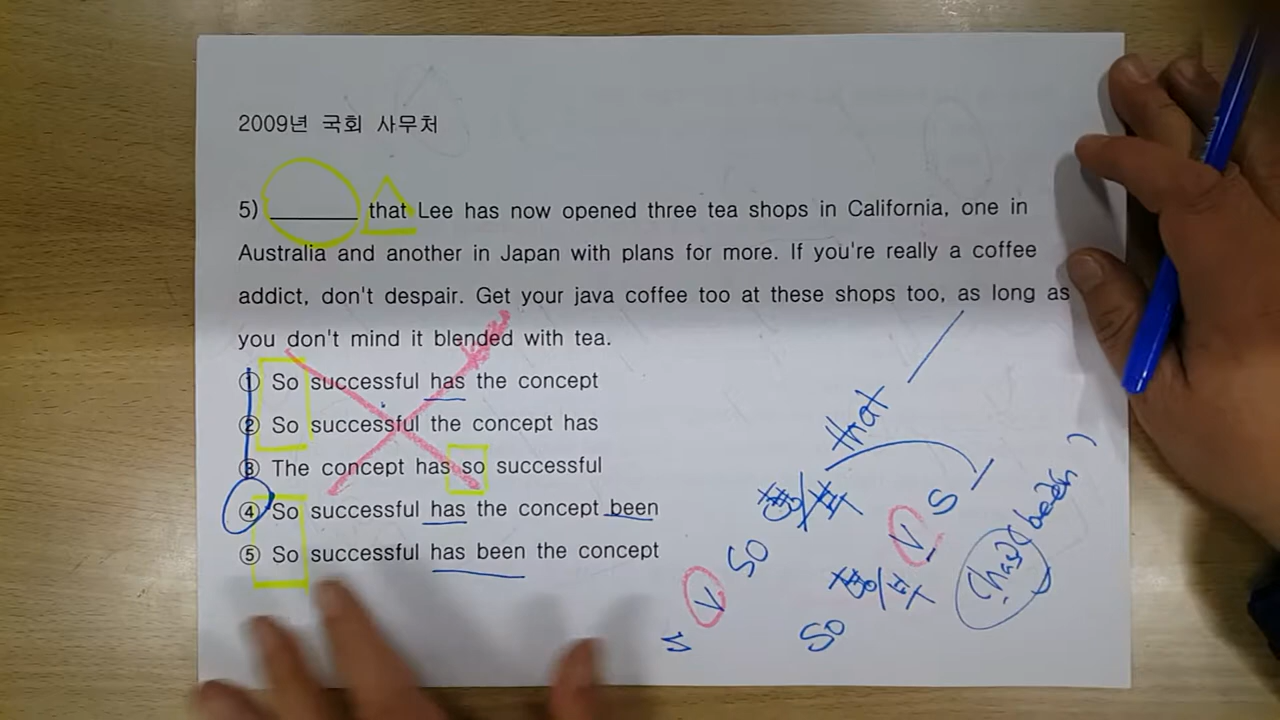 2009년 국회 사무처
5) ________ that Lee has now opened three tea shops in California, one in
Australia and another in Japan with plans for more. If you're really a coffee
addict, don't despair. Get your java coffee too at these shops too, as long as
you don't mind it blended with tea.
① So successful has the concept
② So successful the concept has
③ The concept has so successful
④ So successful has the concept been
⑤ So successful has been the concept
that
S V so 형/부
So 형/부 V S
(has) (been)